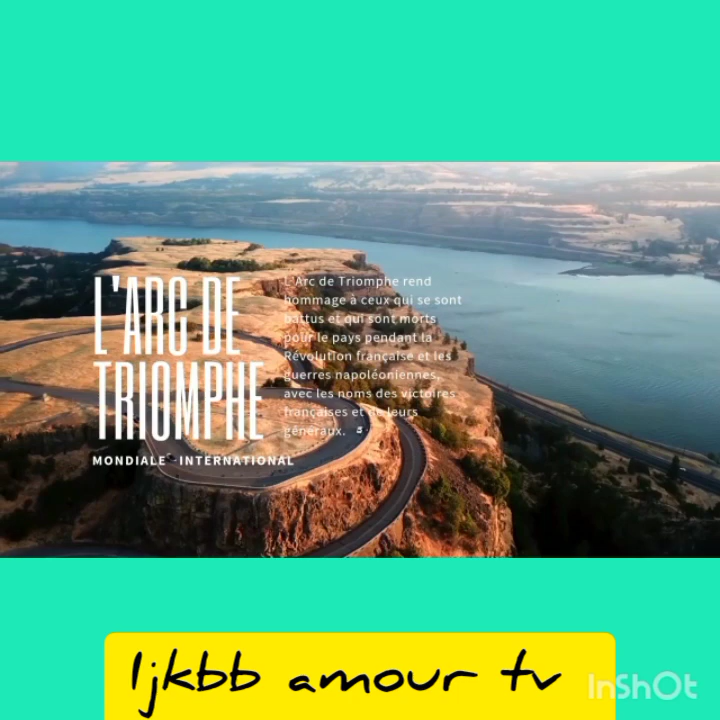 L'ARC DE
TRIOMPHE
MONDIALE INTERNATIONAL
L'Arc de Triomphe rend
hommage à ceux qui se sont
battus et qui sont morts
pour le pays pendant la
Révolution française et les
guerres napoléoniennes,
avec les noms des victoires
françaises et de leurs
généraux.
Ijkbb amour tv
InShOt